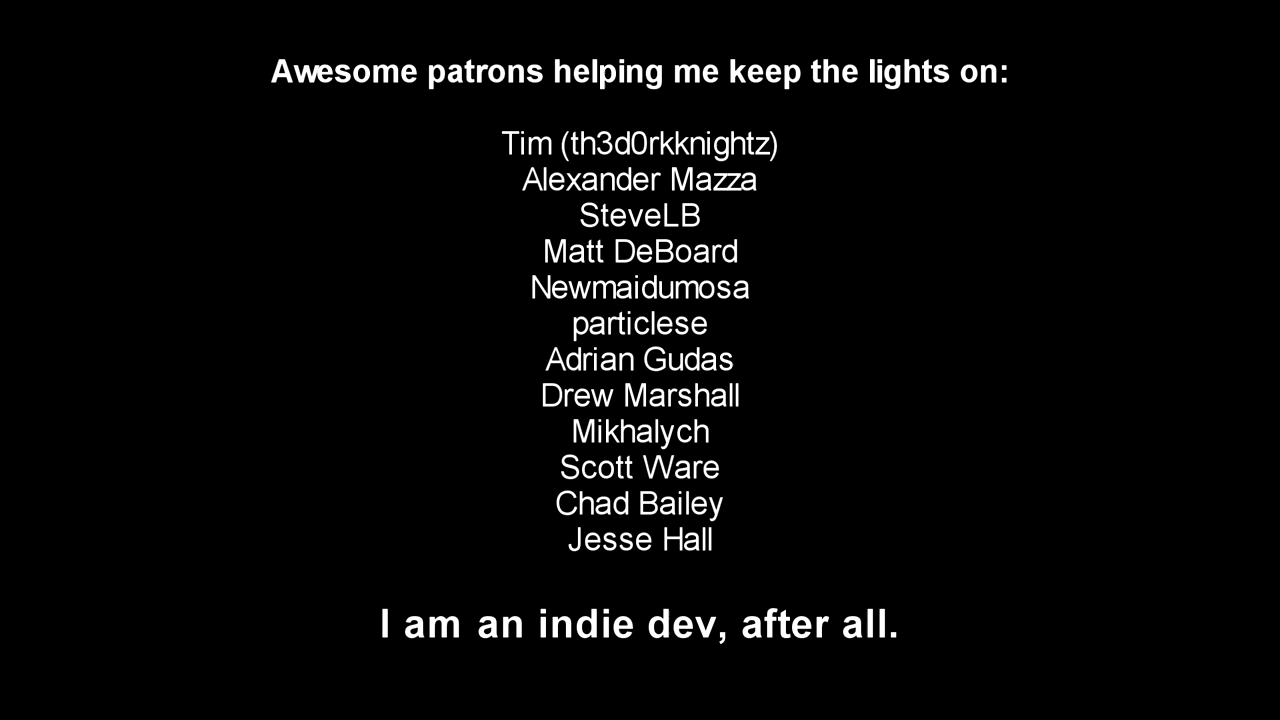 Awesome patrons helping me keep the lights on:
Tim (th3d0rkknightz)
Alexander Mazza
SteveLB
Matt DeBoard
Newmaidumosa
particlese
Adrian Gudas
Drew Marshall
Mikhalych
Scott Ware
Chad Bailey
Jesse Hall
I am an indie dev, after all.